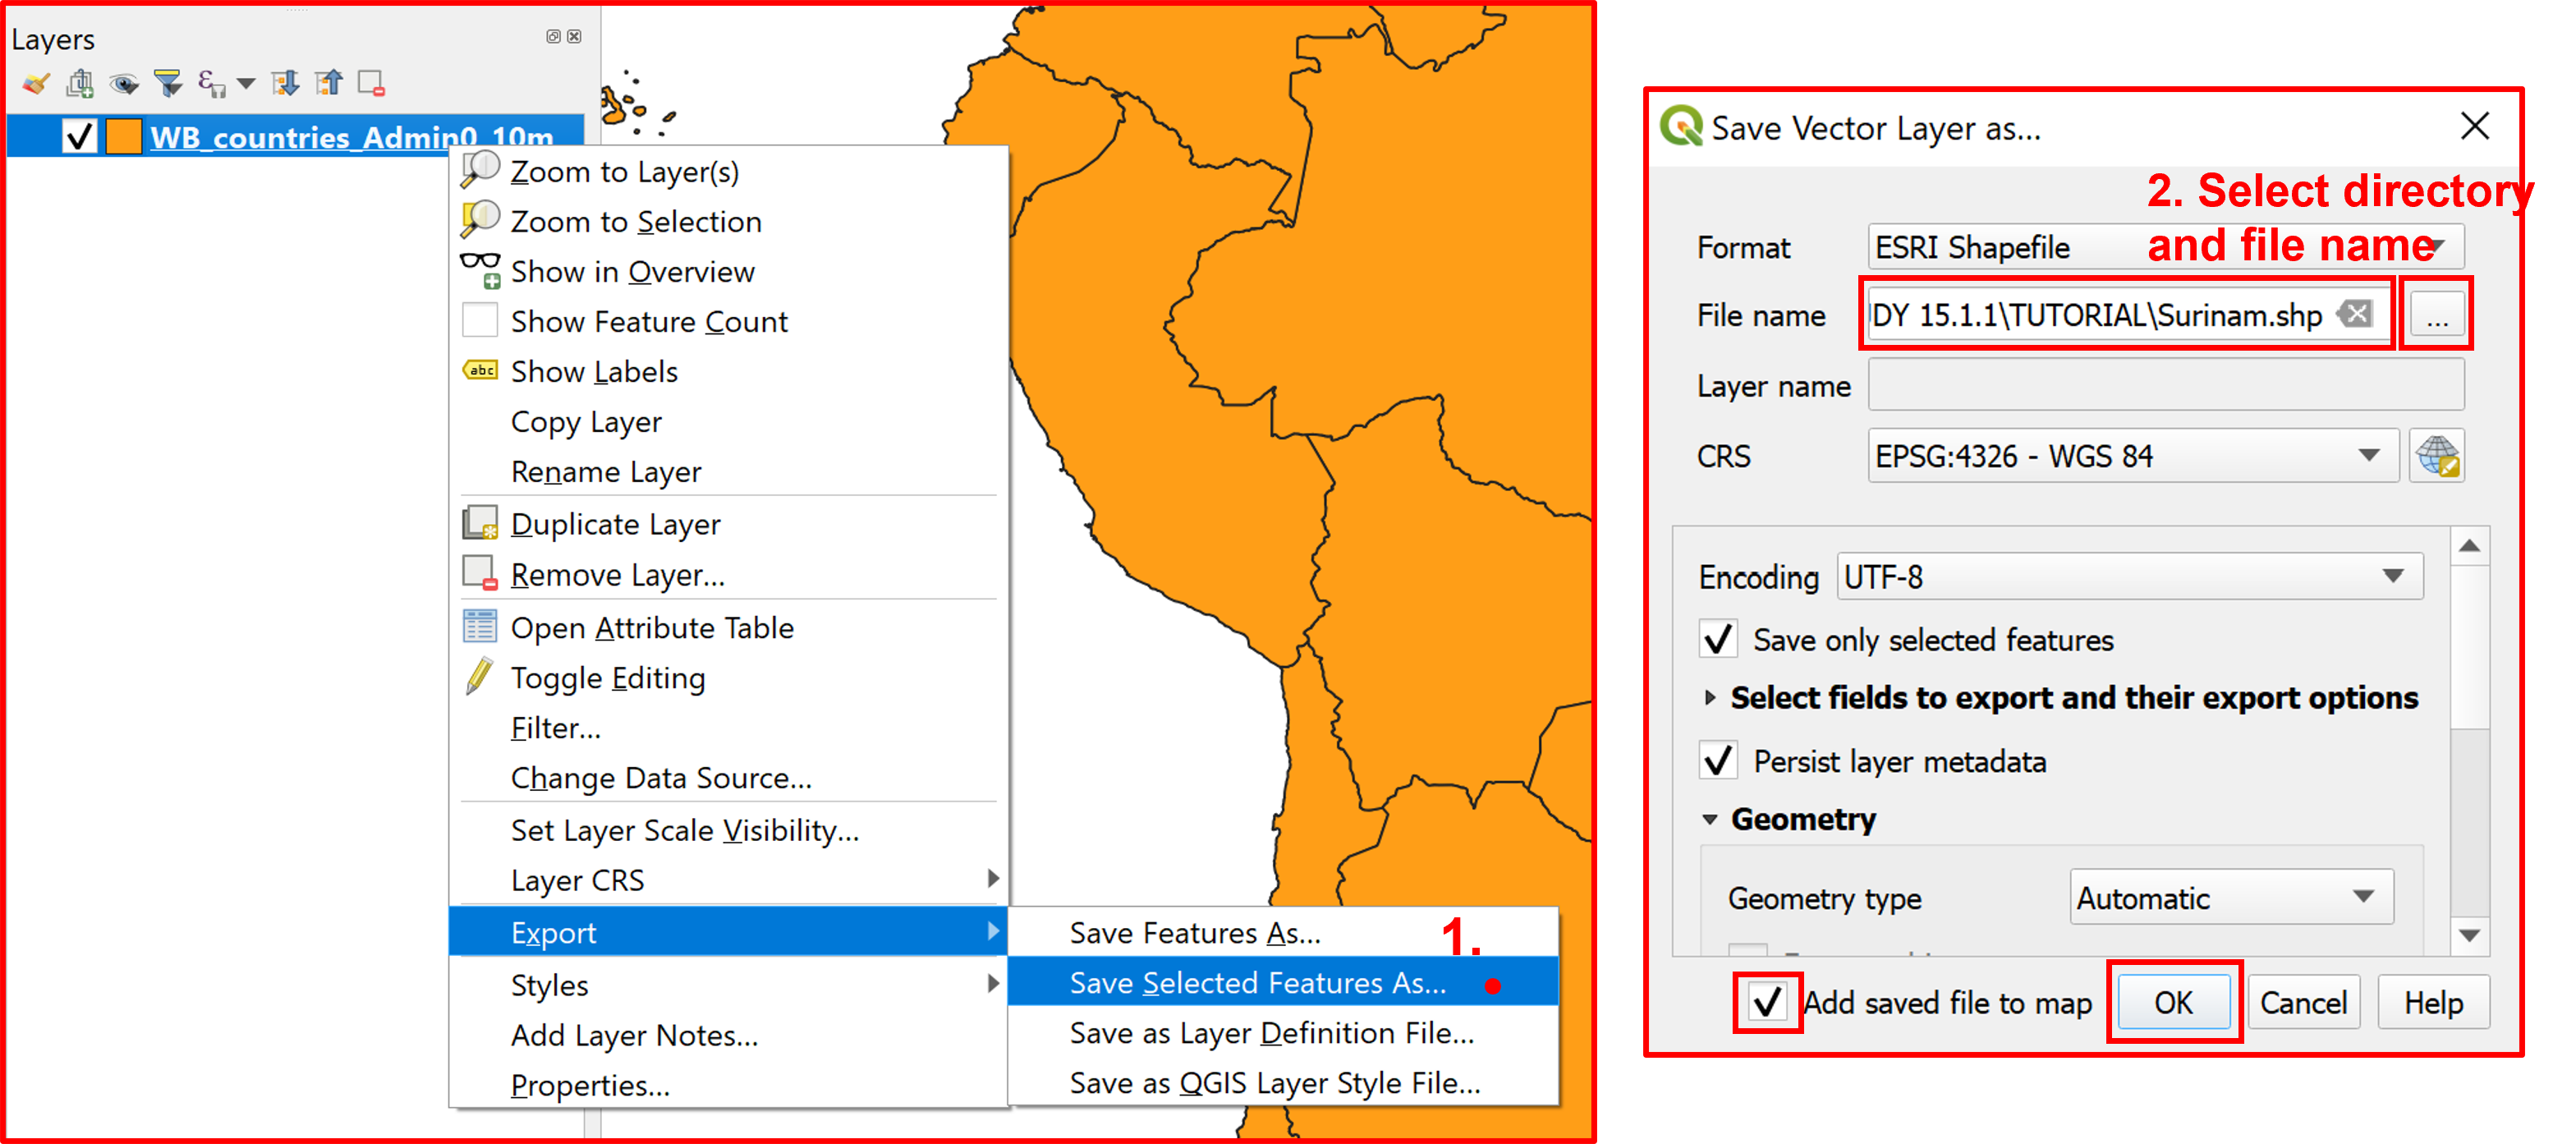 Layers
WB_countries_Admin0_10m
Zoom to Layer(s)
Zoom to Selection
Show in Overview
Show Feature Count
abc
Show Labels
Copy Layer
Rename Layer
Duplicate Layer
Remove Layer...
Open Attribute Table
Toggle Editing
Filter...
Change Data Source...
Set Layer Scale Visibility...
Layer CRS
Export
Styles
Add Layer Notes...
Properties...
1.
Save Features As...
Save Selected Features As...
Save as Layer Definition File...
Save as QGIS Layer Style File...
Save Vector Layer as...
2. Select directory
and file name
Format ESRI Shapefile
File name DY 15.1.1\TUTORIAL\Surinam.shp ...
Layer name
CRS EPSG:4326 - WGS 84
Encoding UTF-8
Save only selected features
Select fields to export and their export options
Persist layer metadata
Geometry
Geometry type Automatic
Add saved file to map OK Cancel Help